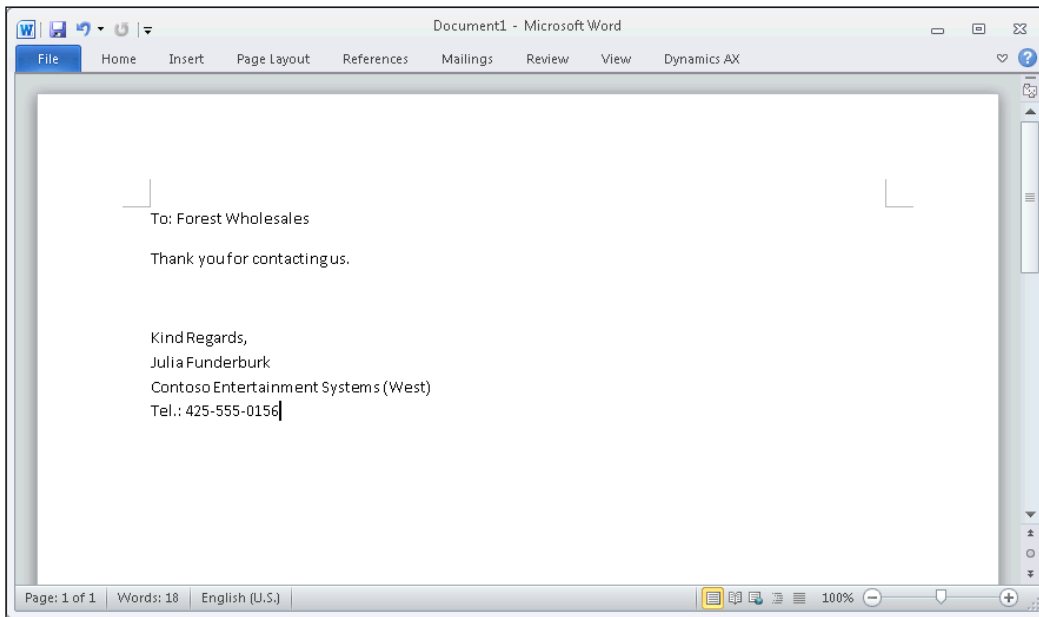 W
Document1 - Microsoft Word
File Home Insert Page Layout References Mailings Review View Dynamics AX
To: Forest Wholesales
Thank you for contacting us.
Kind Regards,
Julia Funderburk
Contoso Entertainment Systems (West)
Tel.: 425-555-0156
Page: 1 of 1 Words: 18 English (U.S.) 100%